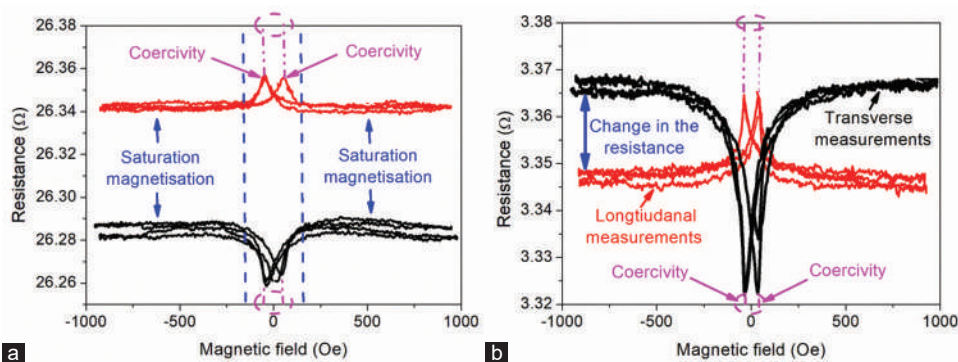 26.38
26.36
26.34
26.32
26.30
26.28
26.26
Resistance (Ω)
Coercivity
Coercivity
Saturation
magnetisation
Saturation
magnetisation
-1000
-500
0
500
1000
Magnetic field (Oe)
a
3.38
3.37
3.36
3.35
3.34
3.33
3.32
Resistance (Ω)
Change in the
resistance
Transverse
measurements
Longtiudanal
measurements
Coercivity
Coercivity
-1000
-500
0
500
1000
Magnetic field (Oe)
b